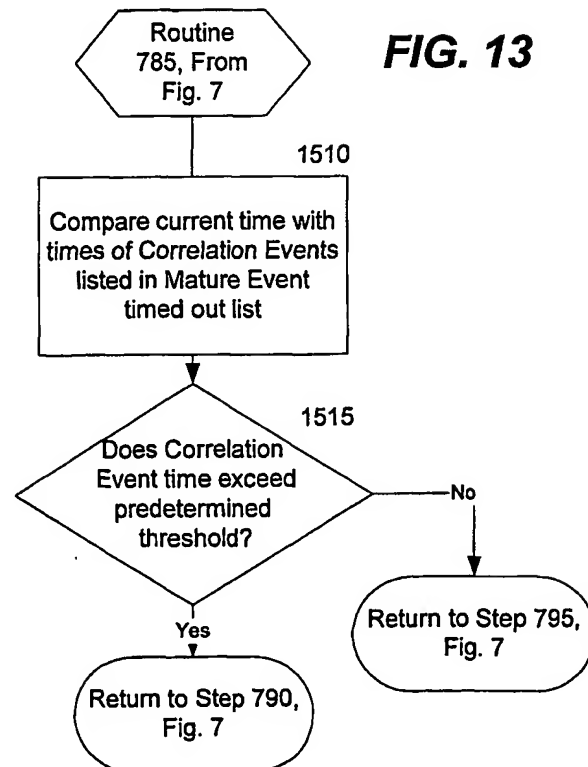 Routine
785, From
Fig. 7
FIG. 13
1510
Compare current time with
times of Correlation Events
listed in Mature Event
timed out list
1515
Does Correlation
Event time exceed
predetermined
threshold?
No
Yes
Return to Step 795,
Fig. 7
Return to Step 790,
Fig. 7